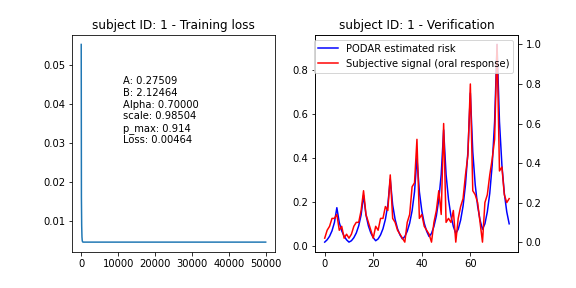 subject ID: 1 - Training loss
0.05
0.04
0.03
0.02
0.01
A: 0.27509
B: 2.12464
Alpha: 0.70000
scale: 0.98504
p_max: 0.914
Loss: 0.00464
0 10000 20000 30000 40000 50000
subject ID: 1 - Verification
PODAR estimated risk
Subjective signal (oral response)
0.8
0.6
0.4
0.2
0.0
1.0
0.8
0.6
0.4
0.2
0.0
0 20 40 60 80